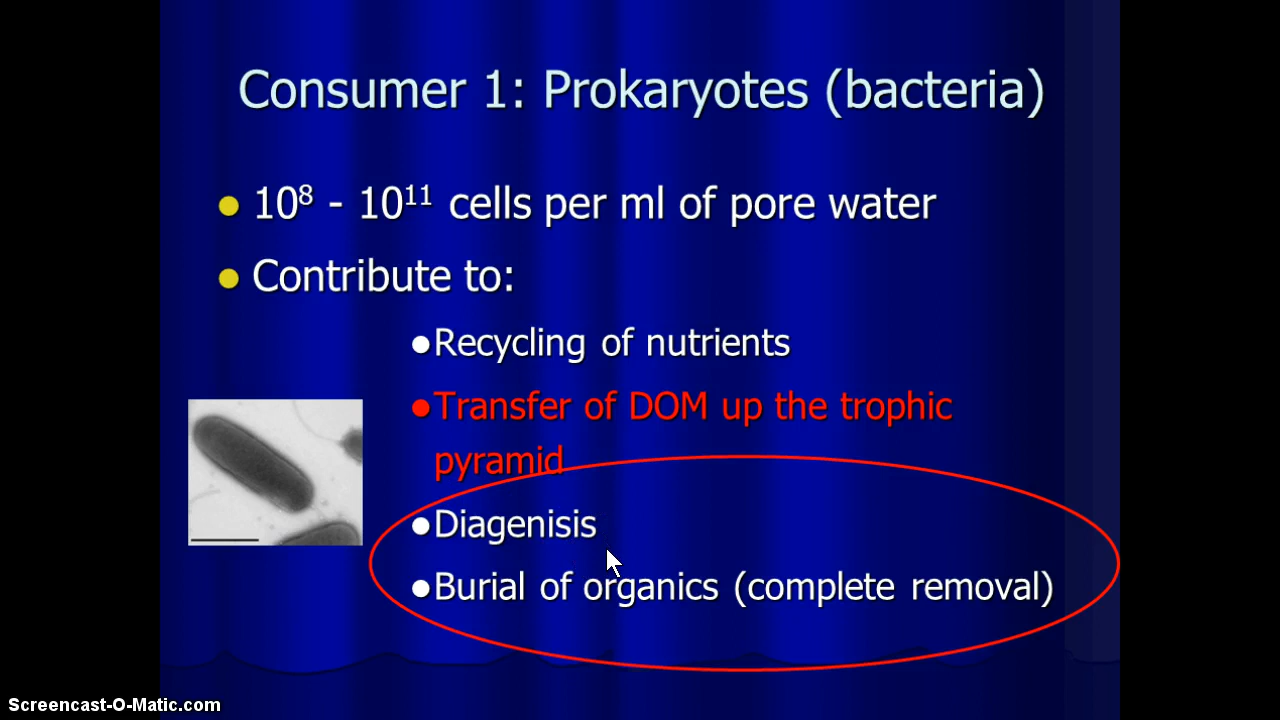 Consumer 1: Prokaryotes (bacteria)
● 10⁸ - 10¹¹ cells per ml of pore water
● Contribute to:
●Recycling of nutrients
●Transfer of DOM up the trophic
pyramid
●Diagenisis
●Burial of organics (complete removal)
Screencast-O-Matic.com